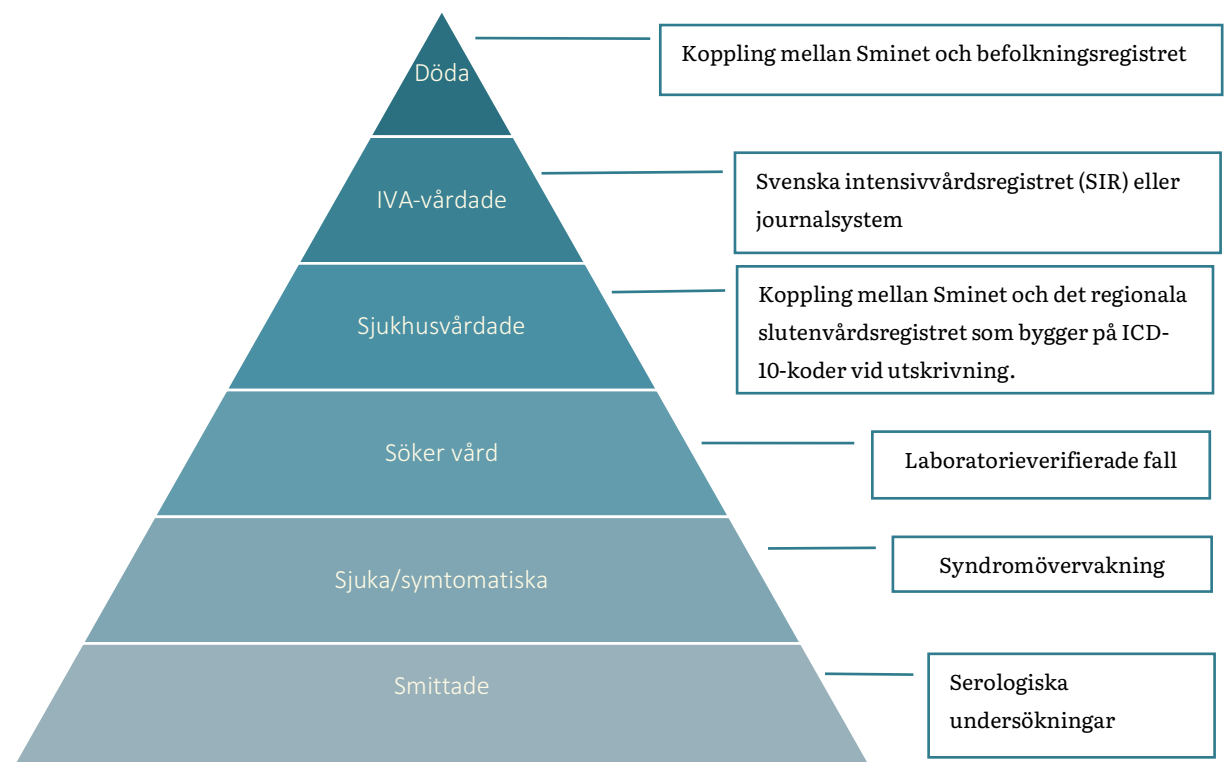 Döda
Koppling mellan Sminet och befolkningsregistret
IVA-vårdade
Svenska intensivvårdsregistret (SIR) eller
journalsystem
Sjukhusvårdade
Koppling mellan Sminet och det regionala
slutenvårdsregistret som bygger på ICD-
10-koder vid utskrivning.
Söker vård
Laboratorieverifierade fall
Sjuka/symtomatiska
Syndromövervakning
Smittade
Serologiska
undersökningar